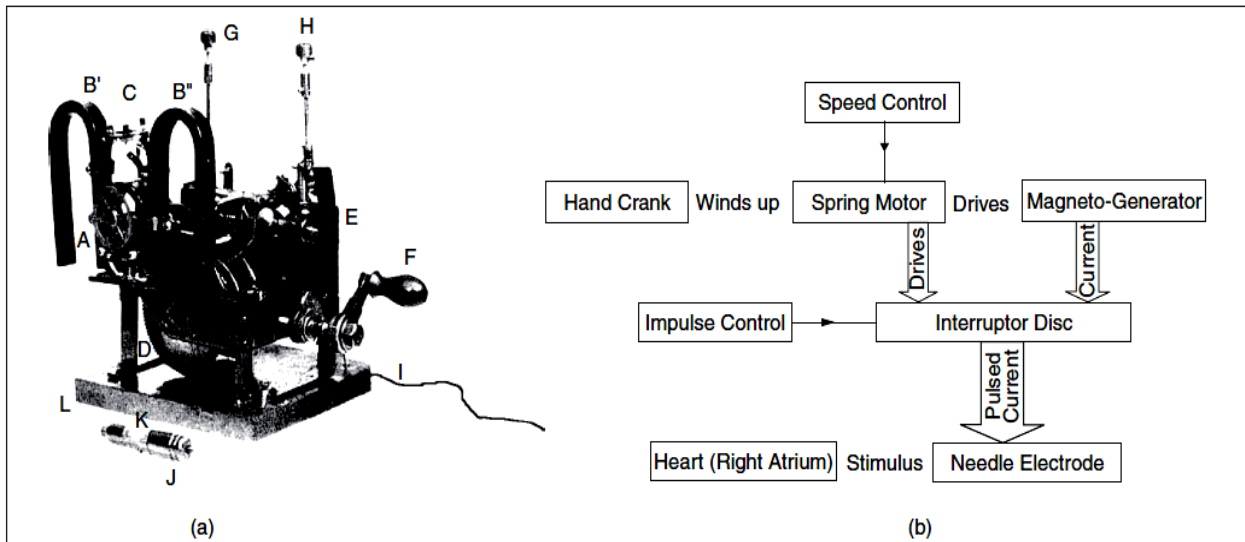 G
H
B'
C
B"
A
E
F
D
I
L
K
J
(a)
Speed Control
Hand Crank Winds up Spring Motor Drives Magneto-Generator
Drives
Current
Impulse Control
Interruptor Disc
Pulsed
Current
Heart (Right Atrium) Stimulus Needle Electrode
(b)